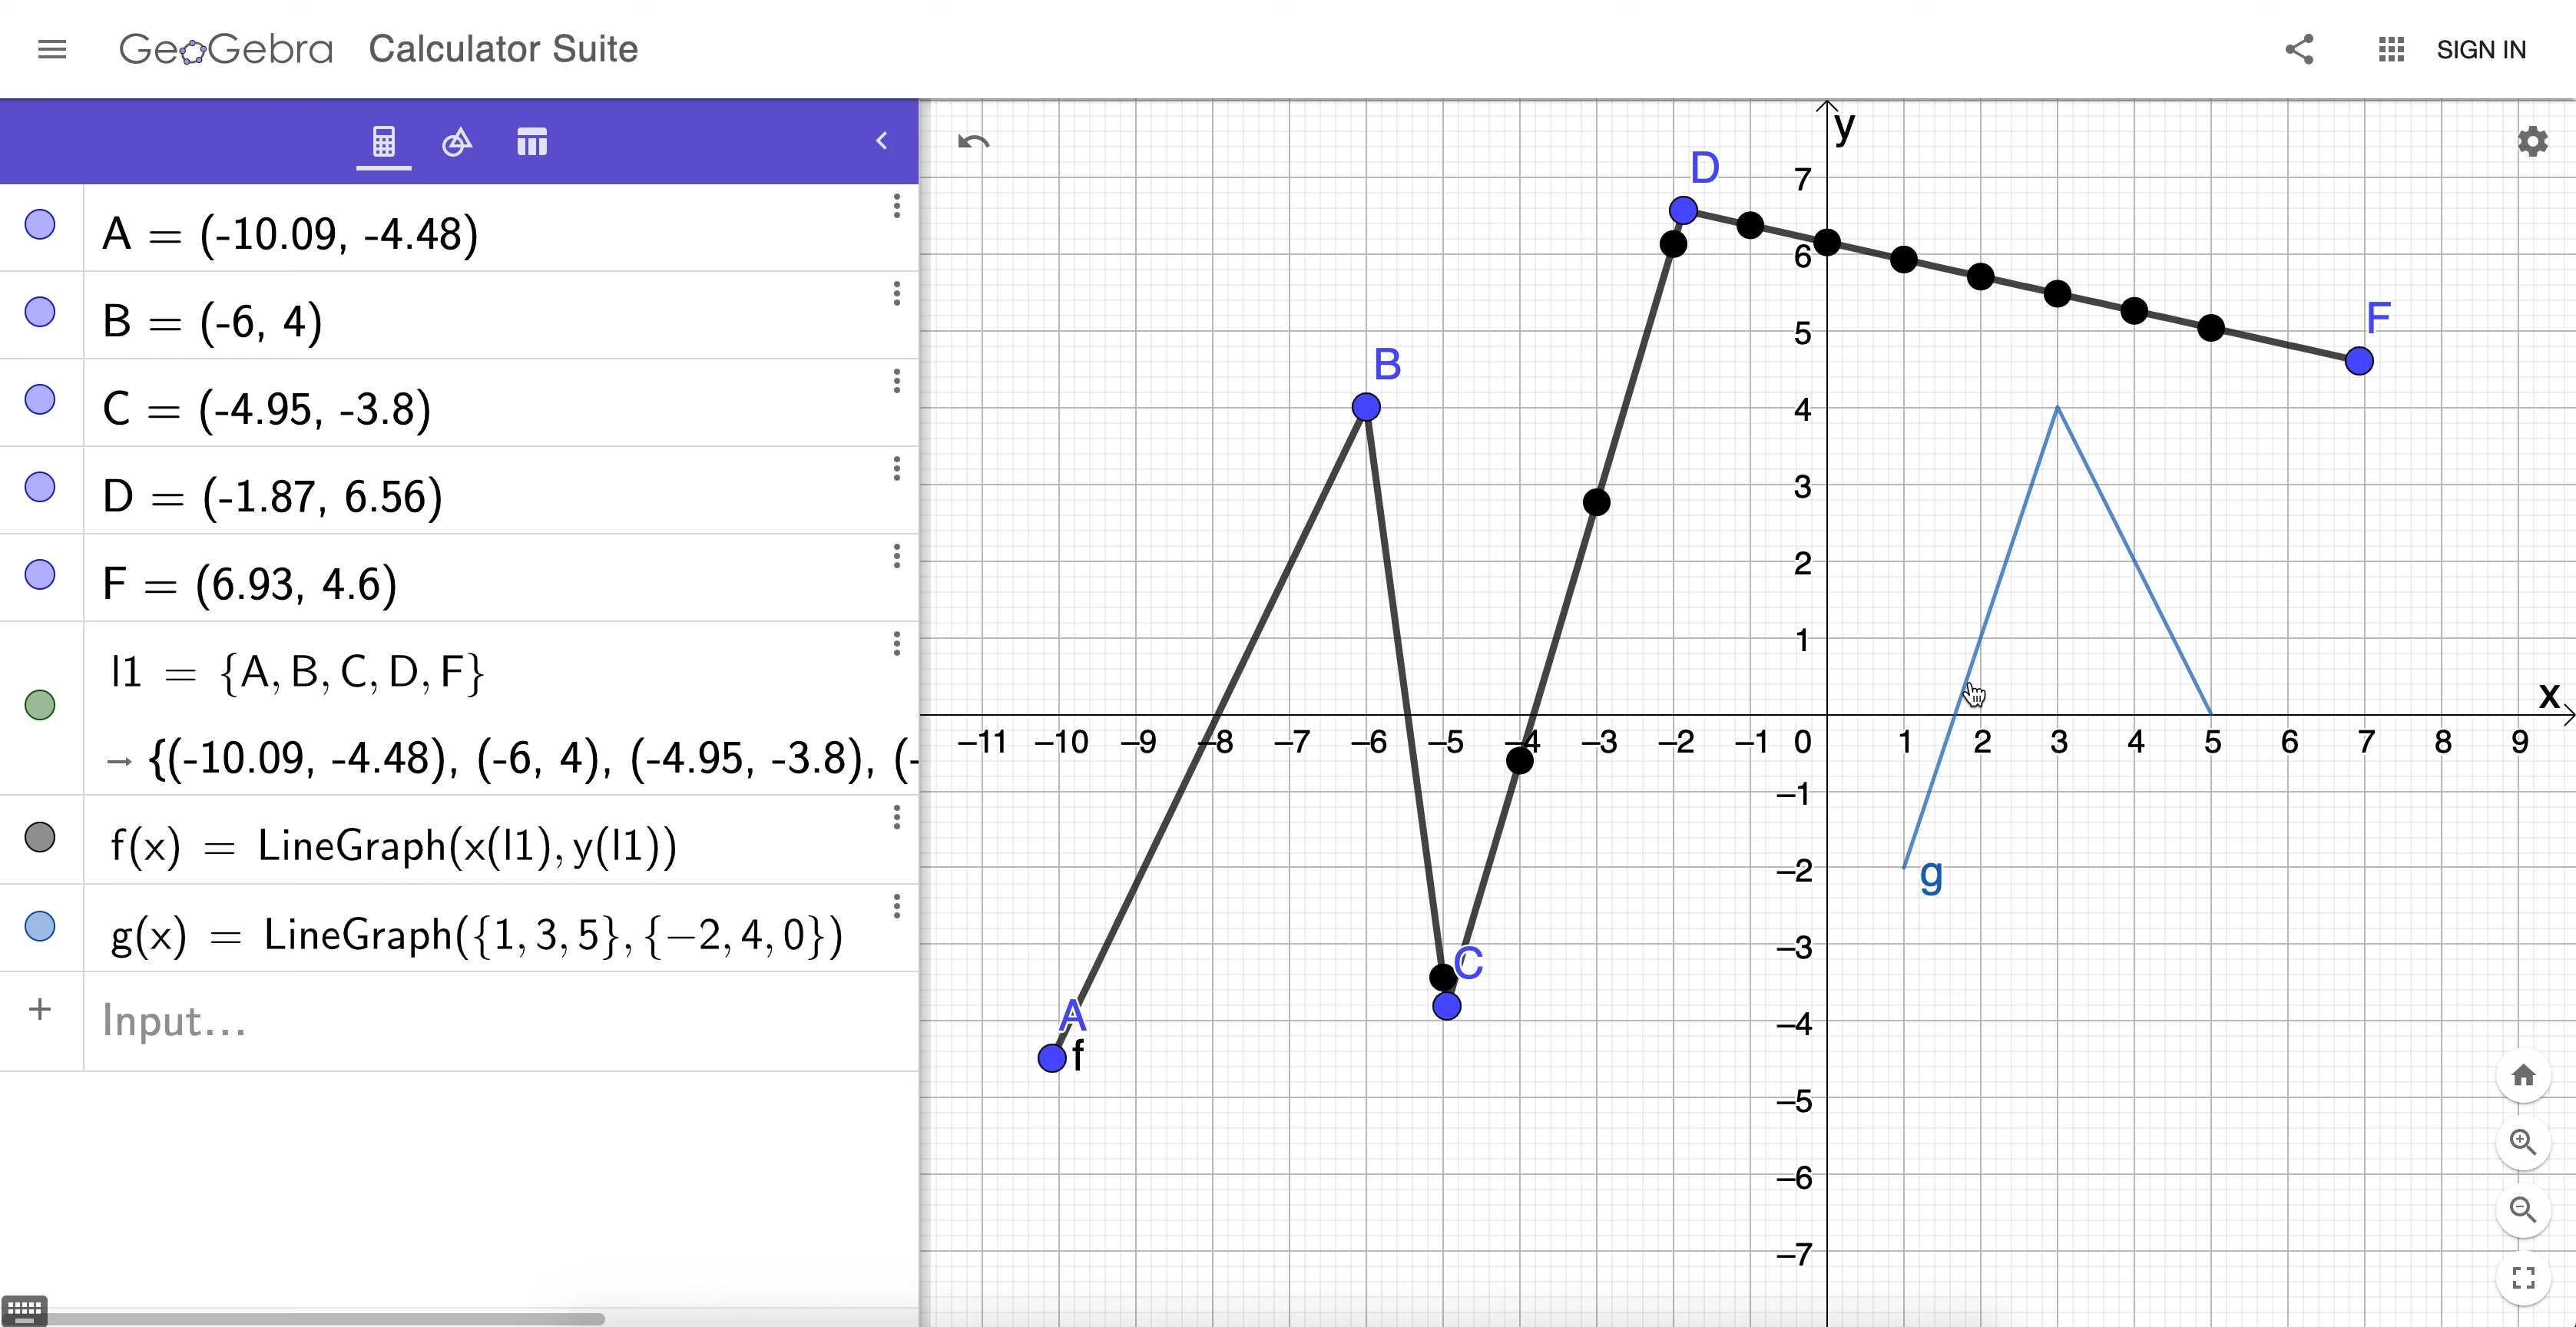 GeoGebra Calculator Suite
SIGN IN
A = (-10.09, -4.48)
B = (-6, 4)
C = (-4.95, -3.8)
D = (-1.87, 6.56)
F = (6.93, 4.6)
l1 = {A, B, C, D, F}
→ {(-10.09, -4.48), (-6, 4), (-4.95, -3.8), (-
f(x) = LineGraph(x(l1), y(l1))
g(x) = LineGraph({1, 3, 5}, {−2, 4, 0})
+ Input...
y
D
7
6
F
5
B
4
3
2
1
x
–11 –10 –9 –8 –7 –6 –5 –4 –3 –2 –1 0 1 2 3 4 5 6 7 8 9
–1
–2
g
–3
C
–4
A
f
–5
–6
–7